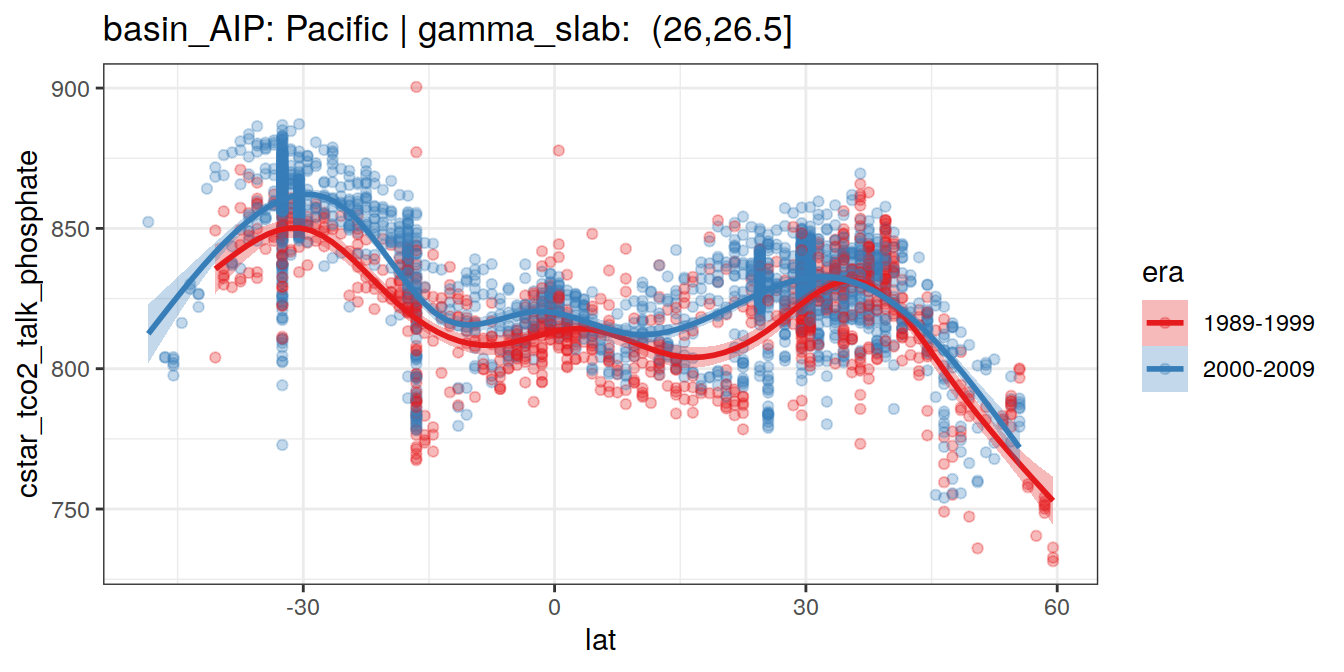 basin_AIP: Pacific | gamma_slab:  (26,26.5]
cstar_tco2_talk_phosphate
900
850
800
750
-30
0
30
60
lat
era
1989-1999
2000-2009